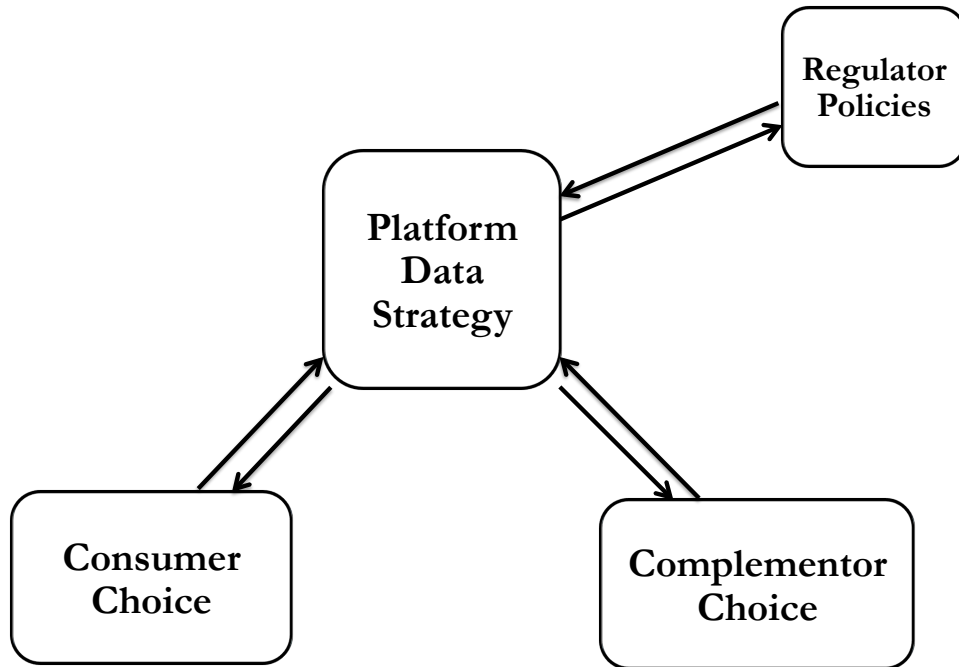 Regulator
Policies
Platform
Data
Strategy
Consumer
Choice
Complementor
Choice